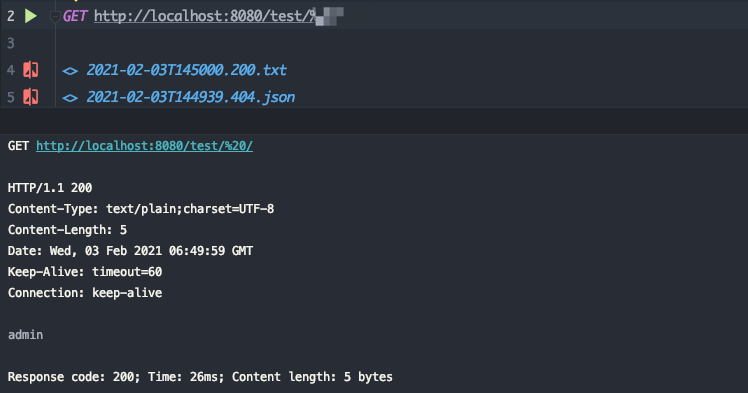 2 GET http://localhost:8080/test/%
3
4 <> 2021-02-03T145000.200.txt
5 <> 2021-02-03T144939.404.json
GET http://localhost:8080/test/%20/
HTTP/1.1 200
Content-Type: text/plain;charset=UTF-8
Content-Length: 5
Date: Wed, 03 Feb 2021 06:49:59 GMT
Keep-Alive: timeout=60
Connection: keep-alive
admin
Response code: 200; Time: 26ms; Content length: 5 bytes